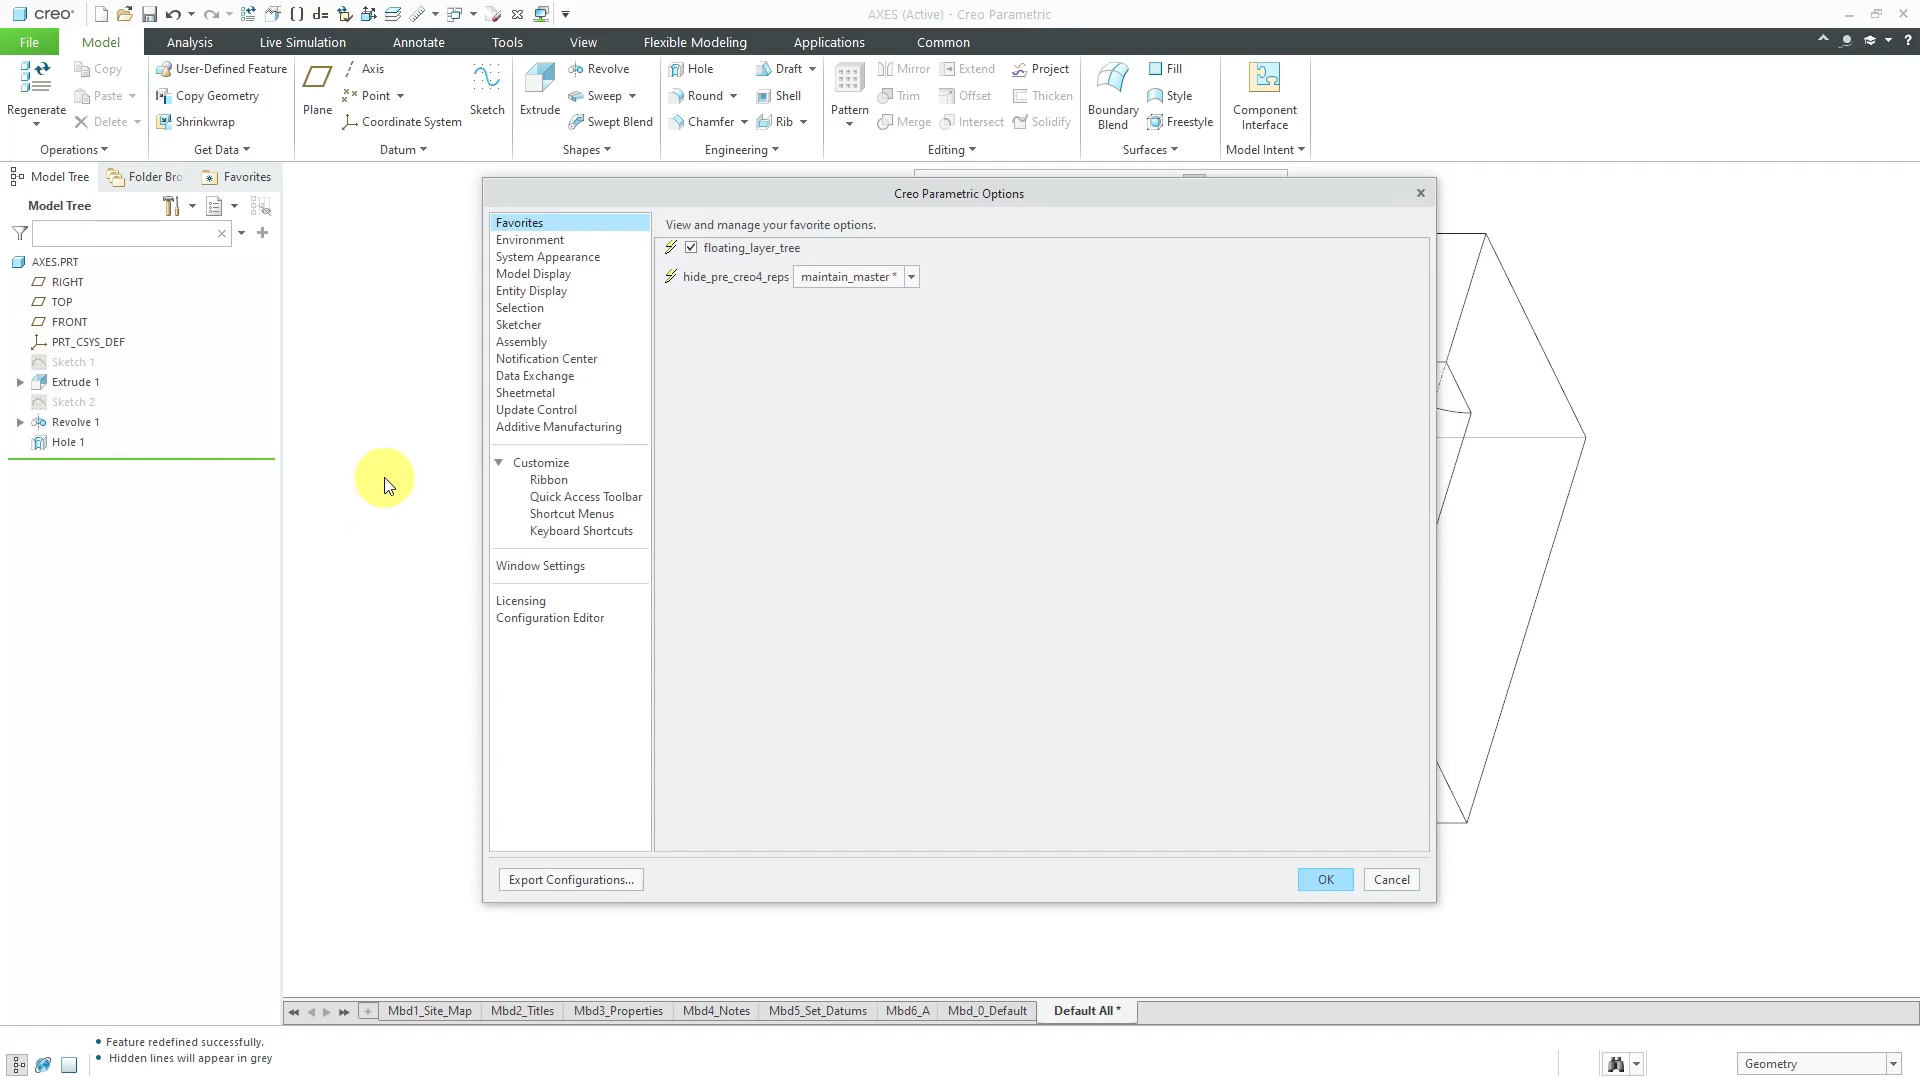 creo
AXES (Active) - Creo Parametric
File
Model
Analysis
Live Simulation
Annotate
Tools
View
Flexible Modeling
Applications
Common
Regenerate
Copy
Paste
Delete
Operations
User-Defined Feature
Copy Geometry
Shrinkwrap
Get Data
Plane
Axis
Point
Coordinate System
Sketch
Datum
Extrude
Revolve
Sweep
Swept Blend
Shapes
Hole
Round
Chamfer
Draft
Shell
Rib
Engineering
Pattern
Mirror
Trim
Merge
Extend
Offset
Intersect
Project
Thicken
Solidify
Editing
Boundary
Blend
Fill
Style
Freestyle
Surfaces
Component
Interface
Model Intent
Model Tree
Folder Bro
Favorites
Model Tree
AXES.PRT
RIGHT
TOP
FRONT
PRT_CSYS_DEF
Sketch 1
Extrude 1
Sketch 2
Revolve 1
Hole 1
Creo Parametric Options
Favorites
Environment
System Appearance
Model Display
Entity Display
Selection
Sketcher
Assembly
Notification Center
Data Exchange
Sheetmetal
Update Control
Additive Manufacturing
Customize
Ribbon
Quick Access Toolbar
Shortcut Menus
Keyboard Shortcuts
Window Settings
Licensing
Configuration Editor
View and manage your favorite options.
floating_layer_tree
hide_pre_creo4_reps maintain_master *
Export Configurations...
OK
Cancel
Mbd1_Site_Map
Mbd2_Titles
Mbd3_Properties
Mbd4_Notes
Mbd5_Set_Datums
Mbd6_A
Mbd_0_Default
Default All *
• Feature redefined successfully.
• Hidden lines will appear in grey
Geometry